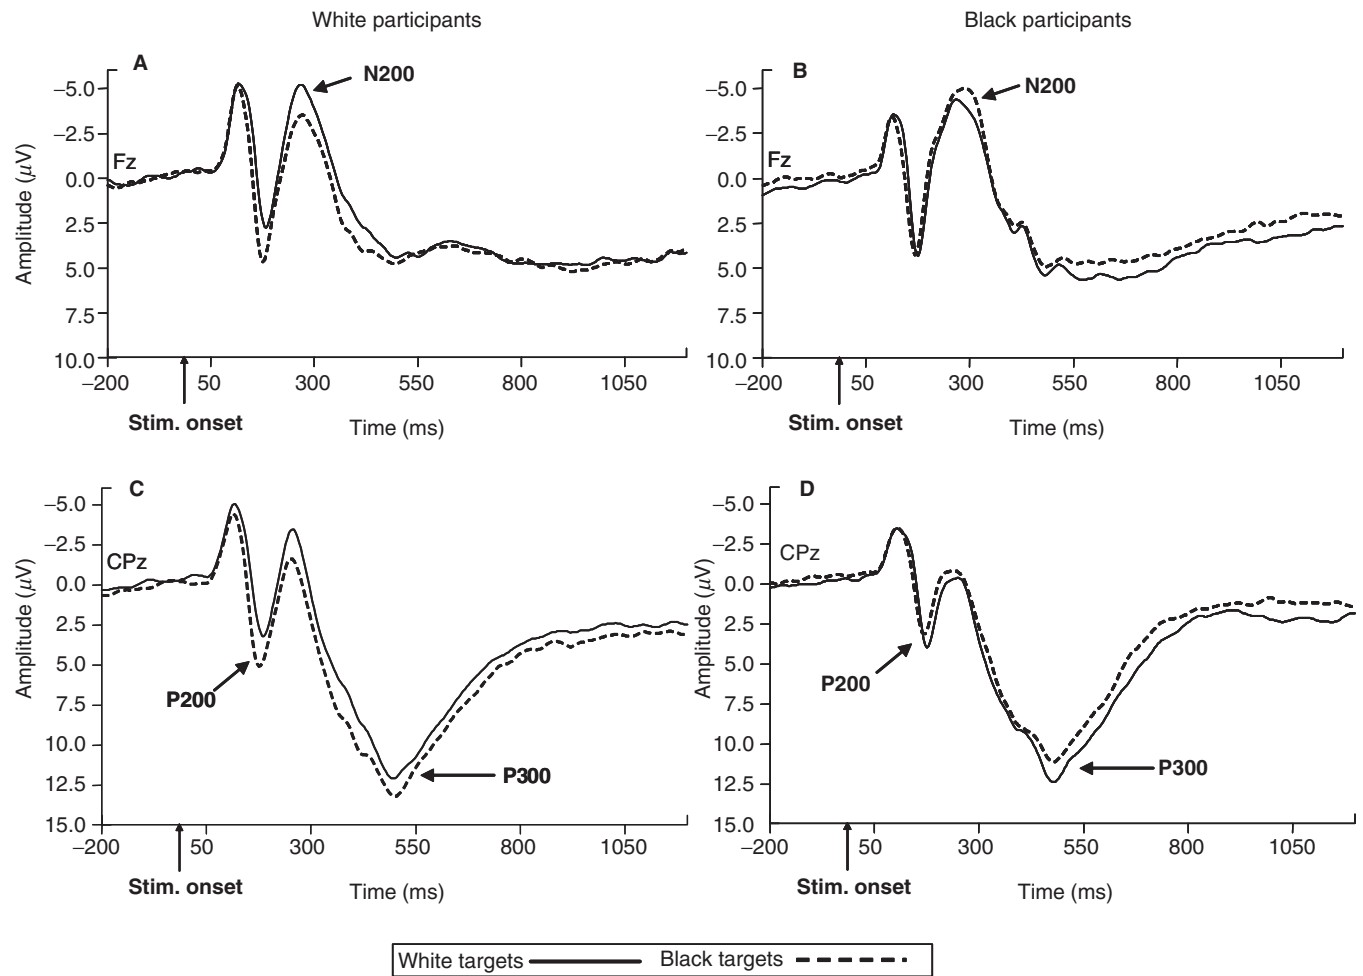 White participants
Black participants
A
N200
−5.0
−2.5
Fz
0.0
2.5
5.0
7.5
10.0
Amplitude (μV)
−200 50 300 550 800 1050
Stim. onset
Time (ms)
B
N200
−5.0
−2.5
Fz
0.0
2.5
5.0
7.5
10.0
Amplitude (μV)
−200 50 300 550 800 1050
Stim. onset
Time (ms)
C
−5.0
−2.5
CPz
0.0
2.5
5.0
7.5
10.0
12.5
15.0
Amplitude (μV)
P200
P300
−200 50 300 550 800 1050
Stim. onset
Time (ms)
D
−5.0
−2.5
CPz
0.0
2.5
5.0
7.5
10.0
12.5
15.0
Amplitude (μV)
P200
P300
−200 50 300 550 800 1050
Stim. onset
Time (ms)
White targets Black targets